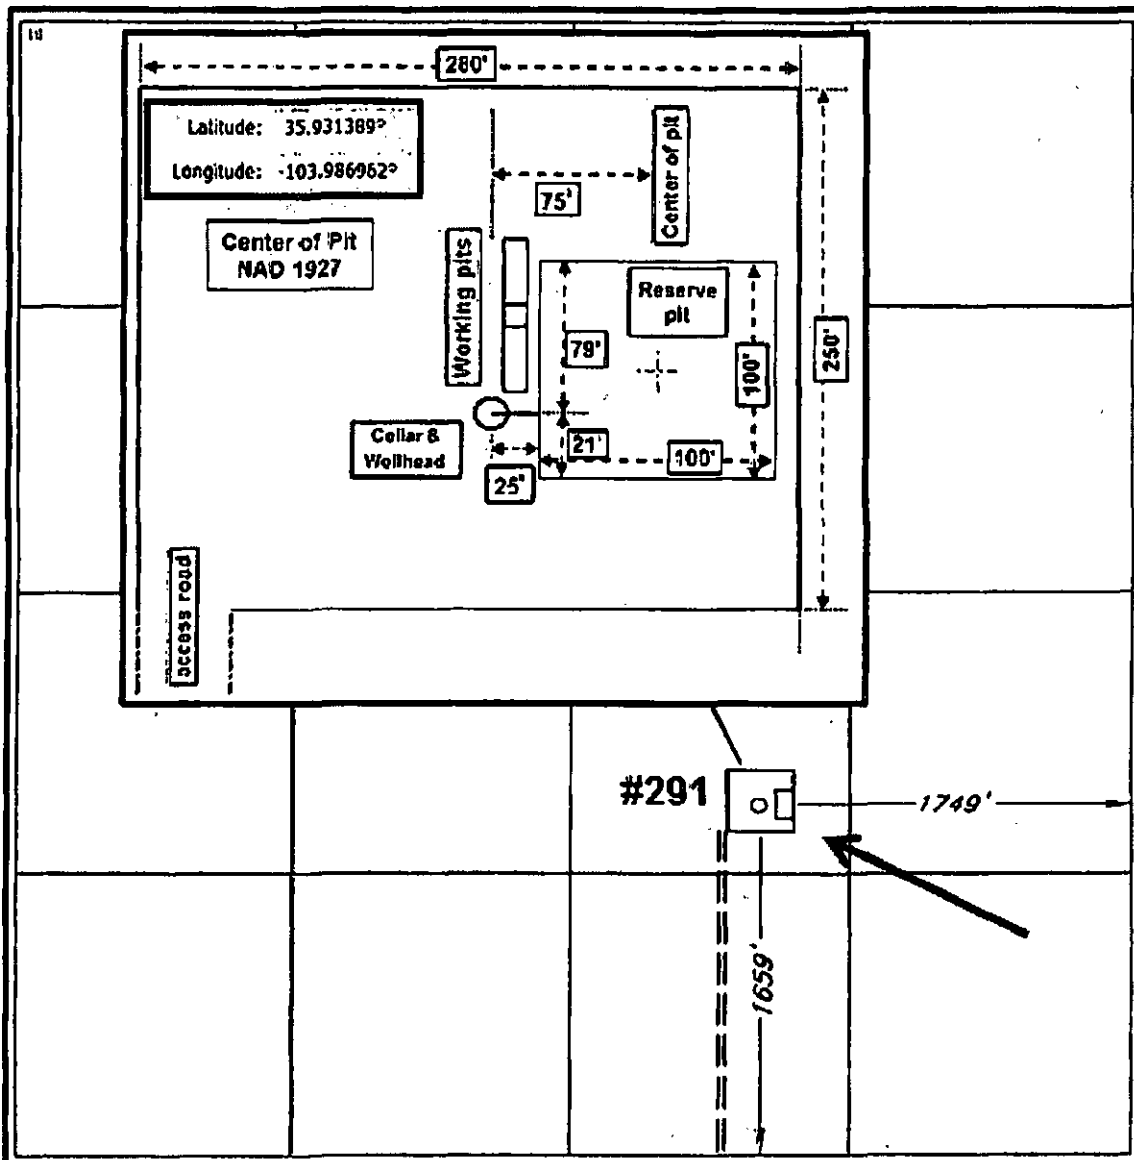 280'
Latitude: 35.931389°
Longitude: -103.986962°
Center of Pit
NAD 1927
75'
Center of pit
Working pits
Reserve
pit
79'
100'
250'
Cellar &
Wellhead
21'
100'
25'
access road
#291
1749'
1659'